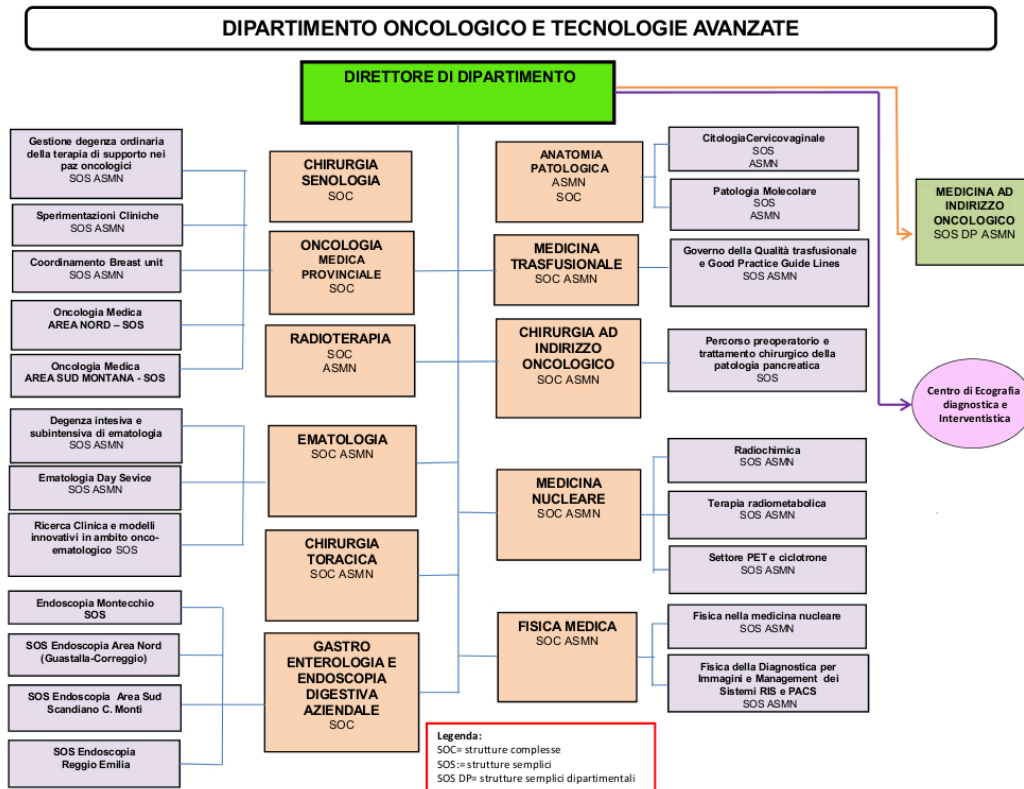 DIPARTIMENTO ONCOLOGICO E TECNOLOGIE AVANZATE
DIRETTORE DI DIPARTIMENTO
Gestione degenza ordinaria
della terapia di supporto nei
paz oncologici
SOS ASMN
Sperimentazioni Cliniche
SOS ASMN
Coordinamento Breast unit
SOS ASMN
Oncologia Medica
AREA NORD – SOS
Oncologia Medica
AREA SUD MONTANA - SOS
Degenza intesiva e
subintensiva di ematologia
SOS ASMN
Ematologia Day Sevice
SOS ASMN
Ricerca Clinica e modelli
innovativi in ambito onco-
ematologico SOS
Endoscopia Montecchio
SOS
SOS Endoscopia Area Nord
(Guastalla-Correggio)
SOS Endoscopia Area Sud
Scandiano C. Monti
SOS Endoscopia
Reggio Emilia
CHIRURGIA
SENOLOGIA
SOC
ONCOLOGIA
MEDICA
PROVINCIALE
SOC
RADIOTERAPIA
SOC
ASMN
EMATOLOGIA
SOC ASMN
CHIRURGIA
TORACICA
SOC ASMN
GASTRO
ENTEROLOGIA E
ENDOSCOPIA
DIGESTIVA
AZIENDALE
SOC
ANATOMIA
PATOLOGICA
ASMN
SOC
MEDICINA
TRASFUSIONALE
SOC ASMN
CHIRURGIA AD
INDIRIZZO
ONCOLOGICO
SOC ASMN
MEDICINA
NUCLEARE
SOC ASMN
FISICA MEDICA
SOC ASMN
CitologiaCervicovaginale
SOS
ASMN
Patologia Molecolare
SOS
ASMN
Governo della Qualità trasfusionale
e Good Practice Guide Lines
SOS ASMN
Percorso preoperatorio e
trattamento chirurgico della
patologia pancreatica
SOS
Radiochimica
SOS ASMN
Terapia radiometabolica
SOS ASMN
Settore PET e ciclotrone
SOS ASMN
Fisica nella medicina nucleare
SOS ASMN
Fisica della Diagnostica per
Immagini e Management dei
Sistemi RIS e PACS
SOS ASMN
MEDICINA AD
INDIRIZZO
ONCOLOGICO
SOS DP ASMN
Centro di Ecografia
diagnostica e
Interventistica
Legenda:
SOC= strutture complesse
SOS:= strutture semplici
SOS DP= strutture semplici dipartimentali